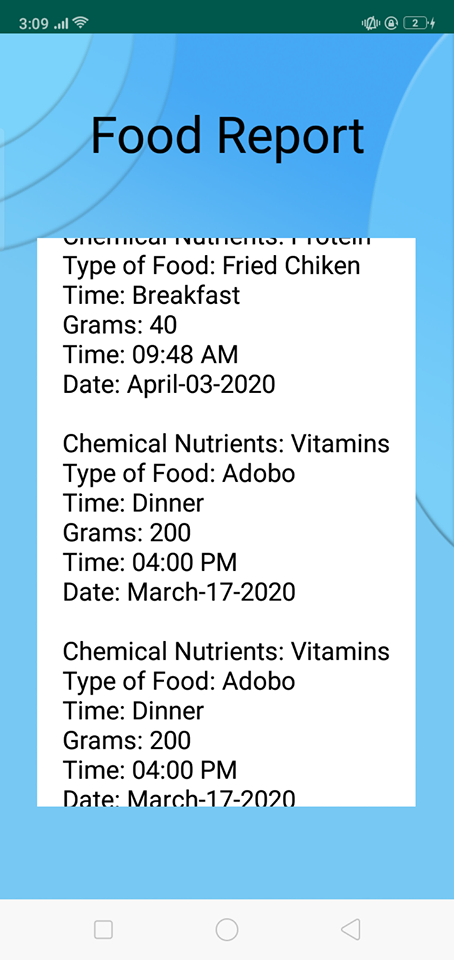 3:09
2
Food Report
Chemical Nutrients: Protein
Type of Food: Fried Chiken
Time: Breakfast
Grams: 40
Time: 09:48 AM
Date: April-03-2020
Chemical Nutrients: Vitamins
Type of Food: Adobo
Time: Dinner
Grams: 200
Time: 04:00 PM
Date: March-17-2020
Chemical Nutrients: Vitamins
Type of Food: Adobo
Time: Dinner
Grams: 200
Time: 04:00 PM
Date: March-17-2020